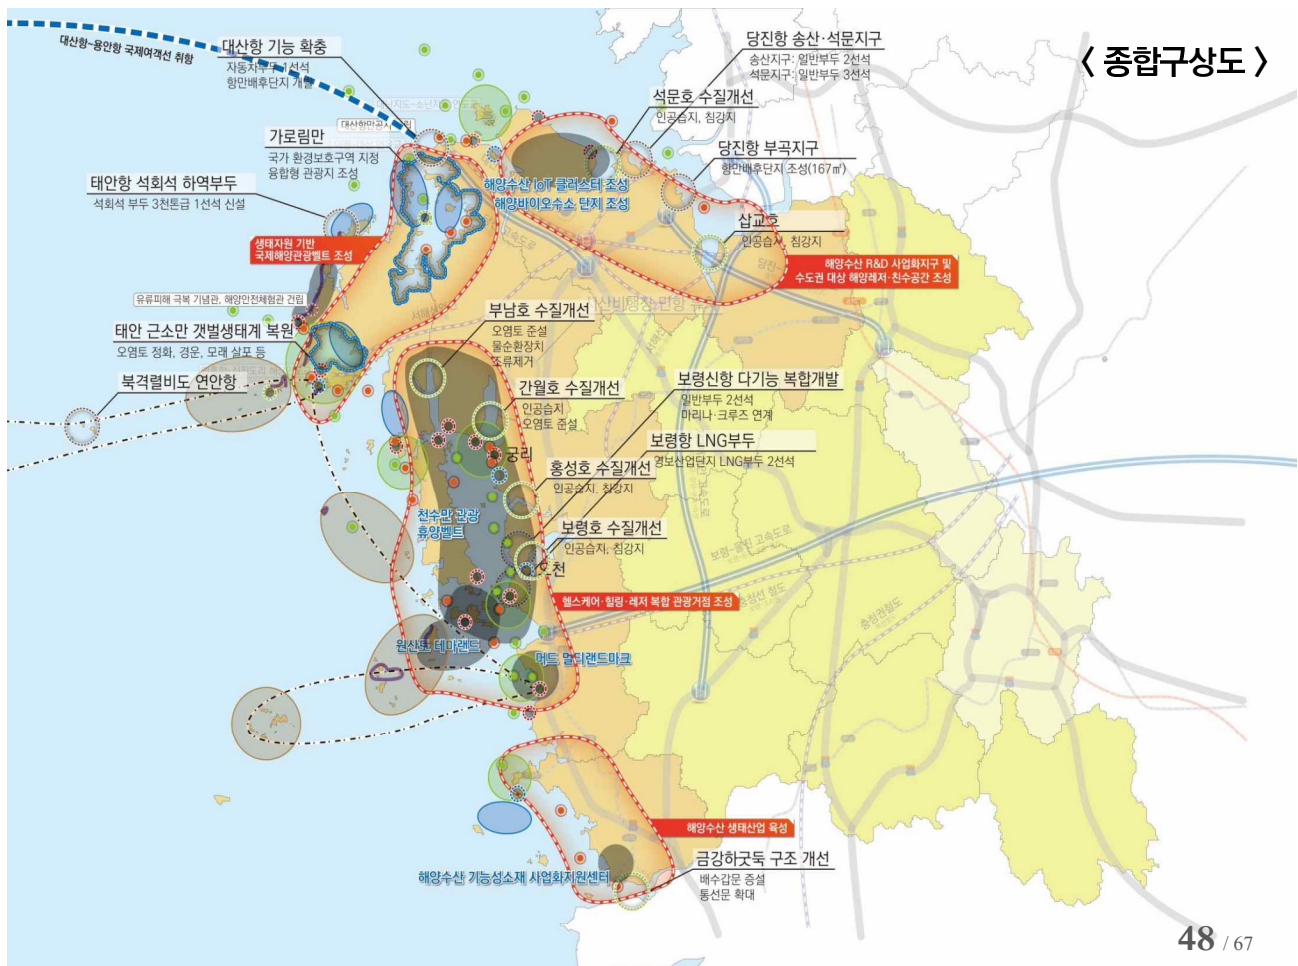 〈 종합구상도 〉
대산항~용안항 국제여객선 취항
대산항 기능 확충
자동차부두 1선석
항만배후단지 개발
당진항 송산·석문지구
송산지구: 일반부두 2선석
석문지구: 일반부두 3선석
석문호 수질개선
인공습지, 침강지
가로림만
국가 환경보호구역 지정
융합형 관광지 조성
당진항 부곡지구
항만배후단지 조성(167㎡)
태안항 석회석 하역부두
석회석 부두 3천톤급 1선석 신설
해양수산 IoT 클러스터 조성
해양바이오수소 단지 조성
삽교호
인공습지, 침강지
생태자원 기반
국제해양관광벨트 조성
해양수산 R&D 사업화지구 및
수도권 대상 해양레저·친수공간 조성
유류피해 극복 기념관, 해양안전체험관 건립
태안 근소만 갯벌생태계 복원
오염토 정화, 경운, 모래 살포 등
부남호 수질개선
오염토 준설
물순환장치
조류제거
북격렬비도 연안항
간월호 수질개선
인공습지
오염토 준설
보령신항 다기능 복합개발
일반부두 2선석
마리나·크루즈 연계
궁리
보령항 LNG부두
영보산업단지 LNG부두 2선석
홍성호 수질개선
인공습지, 침강지
천수만 관광
휴양벨트
보령호 수질개선
인공습지, 침강지
오천
보령~울진 고속도로
충청선 철도
충청권철도
헬스케어·힐링·레저 복합 관광거점 조성
원산도 테마랜드
머드 멀티랜드마크
해양수산 생태산업 육성
금강하굿둑 구조 개선
배수갑문 증설
통선문 확대
해양수산 기능성소재 사업화지원센터
48 / 67